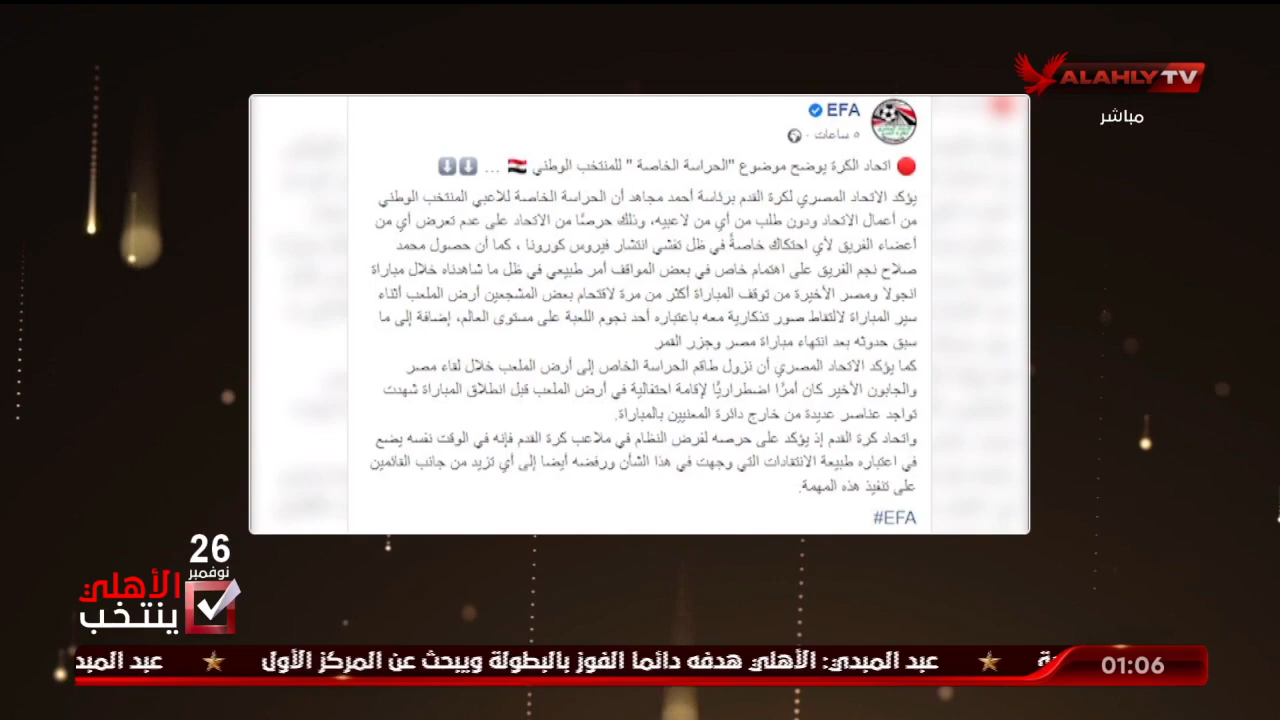 ALAHLY TV
مباشر
EFA
٥ ساعات ·
اتحاد الكرة يوضح موضوع "الحراسة الخاصة " للمنتخب الوطني ...
يؤكد الاتحاد المصري لكرة القدم برئاسة أحمد مجاهد أن الحراسة الخاصة للاعبي المنتخب الوطني
من أعمال الاتحاد ودون طلب من أي من لاعبيه، وذلك حرصًا من الاتحاد على عدم تعرض أي من
أعضاء الفريق لأي احتكاك خاصةً في ظل تفشي انتشار فيروس كورونا ، كما أن حصول محمد
صلاح نجم الفريق على اهتمام خاص في بعض المواقف أمر طبيعي في ظل ما شاهدناه خلال مباراة
انجولا ومصر الأخيرة من توقف المباراة أكثر من مرة لاقتحام بعض المشجعين أرض الملعب أثناء
سير المباراة لالتقاط صور تذكارية معه باعتباره أحد نجوم اللعبة على مستوى العالم، إضافة إلى ما
سبق حدوثه بعد انتهاء مباراة مصر وجزر القمر
كما يؤكد الاتحاد المصري أن نزول طاقم الحراسة الخاص إلى أرض الملعب خلال لقاء مصر
والجابون الأخير كان أمرًا اضطراريًا لإقامة احتفالية في أرض الملعب قبل انطلاق المباراة شهدت
تواجد عناصر عديدة من خارج دائرة المعنيين بالمباراة.
واتحاد كرة القدم إذ يؤكد على حرصه لفرض النظام في ملاعب كرة القدم فإنه في الوقت نفسه يضع
في اعتباره طبيعة الانتقادات التي وجهت في هذا الشأن ورفضه أيضا إلى أي تزيد من جانب القائمين
على تنفيذ هذه المهمة.
#EFA
26
نوفمبر
الأهلي
ينتخب
عبد المبدي: الأهلي هدفه دائما الفوز بالبطولة ويبحث عن المركز الأول
عبد المبد
01:06